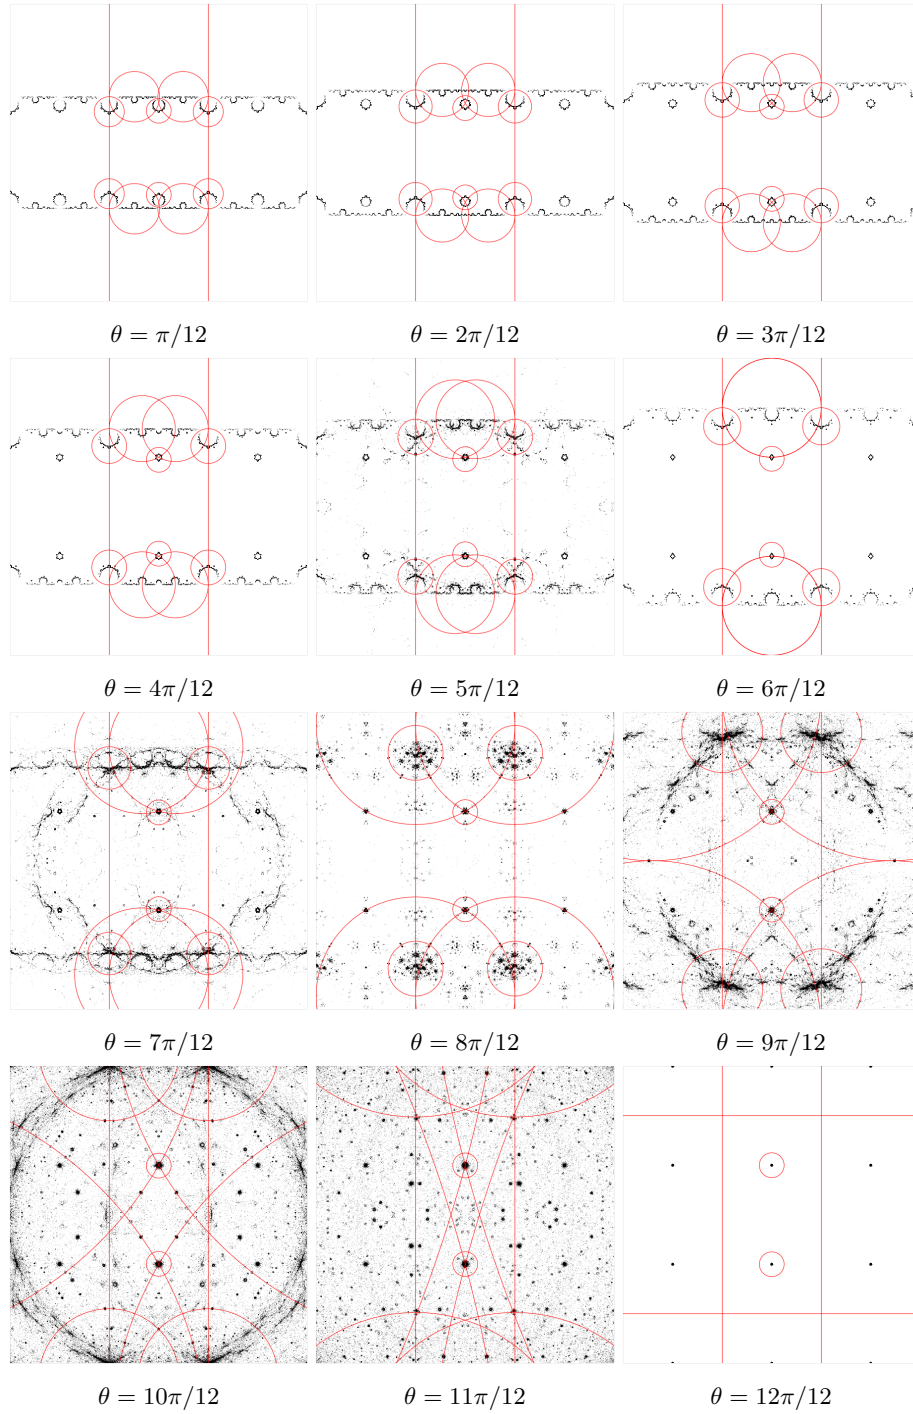 θ = π/12 θ = 2π/12 θ = 3π/12
θ = 4π/12 θ = 5π/12 θ = 6π/12
θ = 7π/12 θ = 8π/12 θ = 9π/12
θ = 10π/12 θ = 11π/12 θ = 12π/12